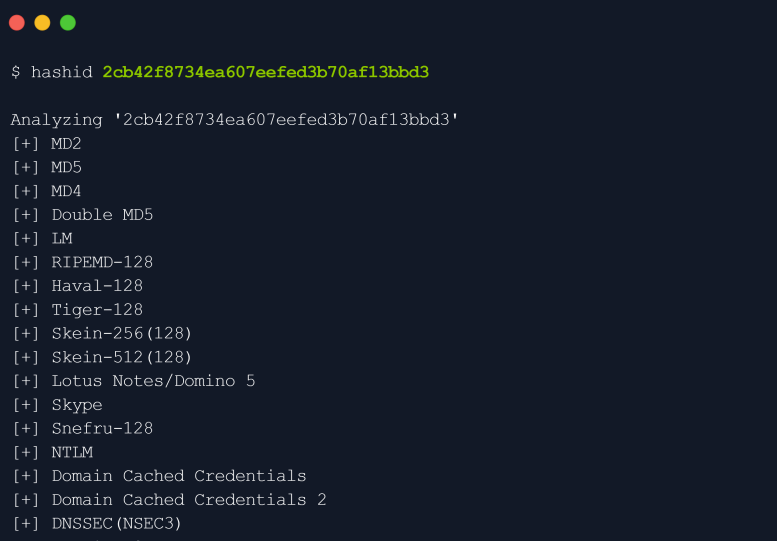 $ hashid 2cb42f8734ea607eefed3b70af13bbd3
Analyzing '2cb42f8734ea607eefed3b70af13bbd3'
[+] MD2
[+] MD5
[+] MD4
[+] Double MD5
[+] LM
[+] RIPEMD-128
[+] Haval-128
[+] Tiger-128
[+] Skein-256(128)
[+] Skein-512(128)
[+] Lotus Notes/Domino 5
[+] Skype
[+] Snefru-128
[+] NTLM
[+] Domain Cached Credentials
[+] Domain Cached Credentials 2
[+] DNSSEC(NSEC3)